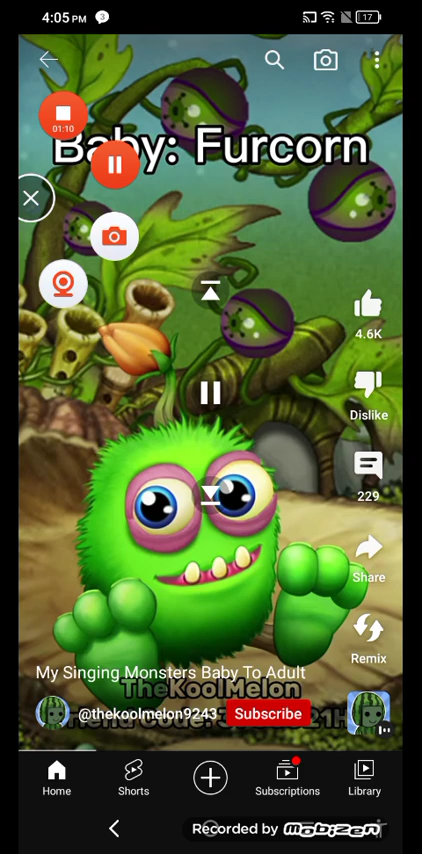 4:05 PM 3 17
01:10
Baby: Furcorn
4.6K
Dislike
229
Share
Remix
My Singing Monsters Baby To Adult
TheKoolMelon
@thekoolmelon9243 Subscribe
Home Shorts Subscriptions Library
Recorded by mobizen